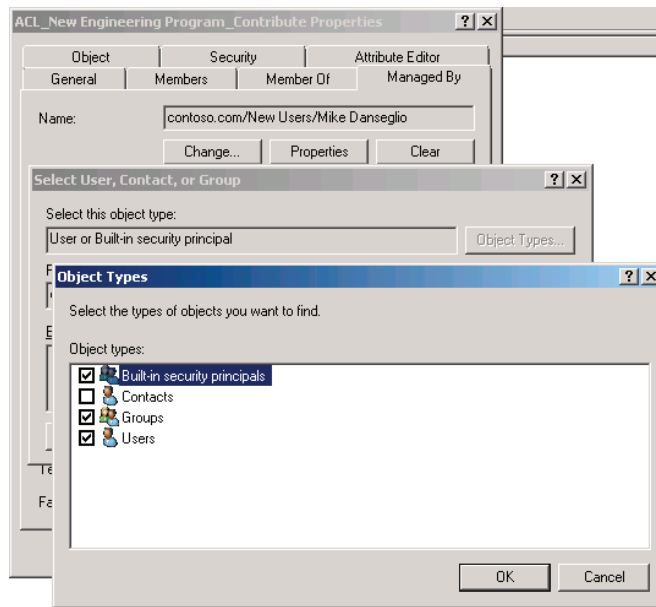 ACL_New Engineering Program_Contribute Properties
Object Security Attribute Editor
General Members Member Of Managed By
Name: contoso.com/New Users/Mike Danseglio
Change... Properties Clear
Select User, Contact, or Group
Select this object type:
User or Built-in security principal Object Types...
Object Types
Select the types of objects you want to find.
Object types:
Built-in security principals
Contacts
Groups
Users
OK Cancel